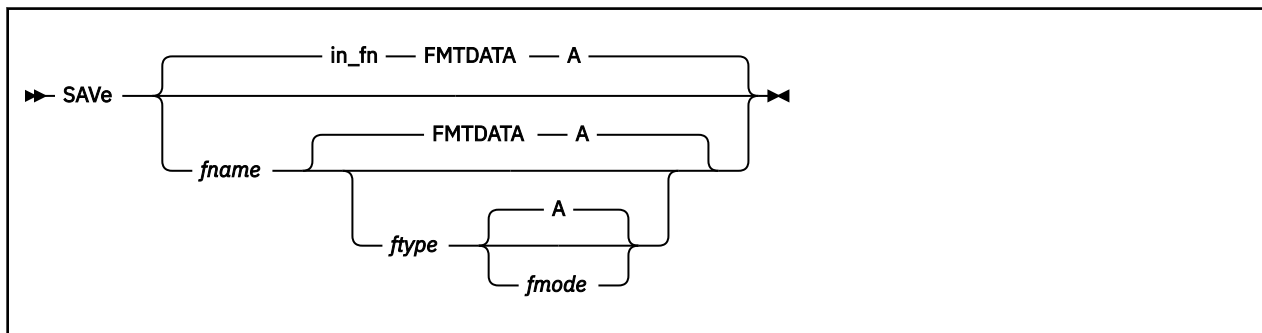 in_fn FMTDATA A
SAVe
FMTDATA A
fname
A
ftype
fmode